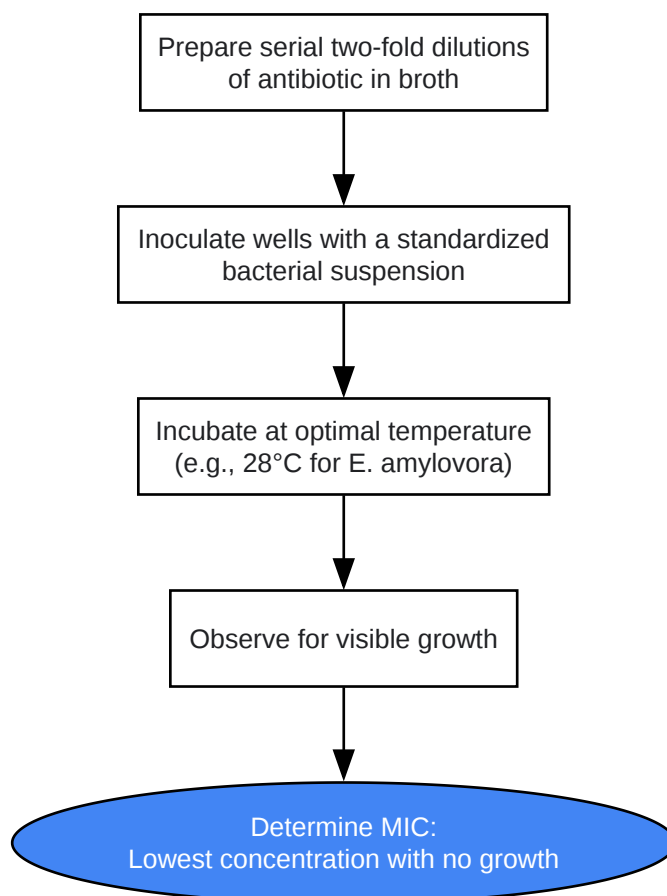 Prepare serial two-fold dilutions
of antibiotic in broth
Inoculate wells with a standardized
bacterial suspension
Incubate at optimal temperature
(e.g., 28°C for E. amylovora)
Observe for visible growth
Determine MIC:
Lowest concentration with no growth